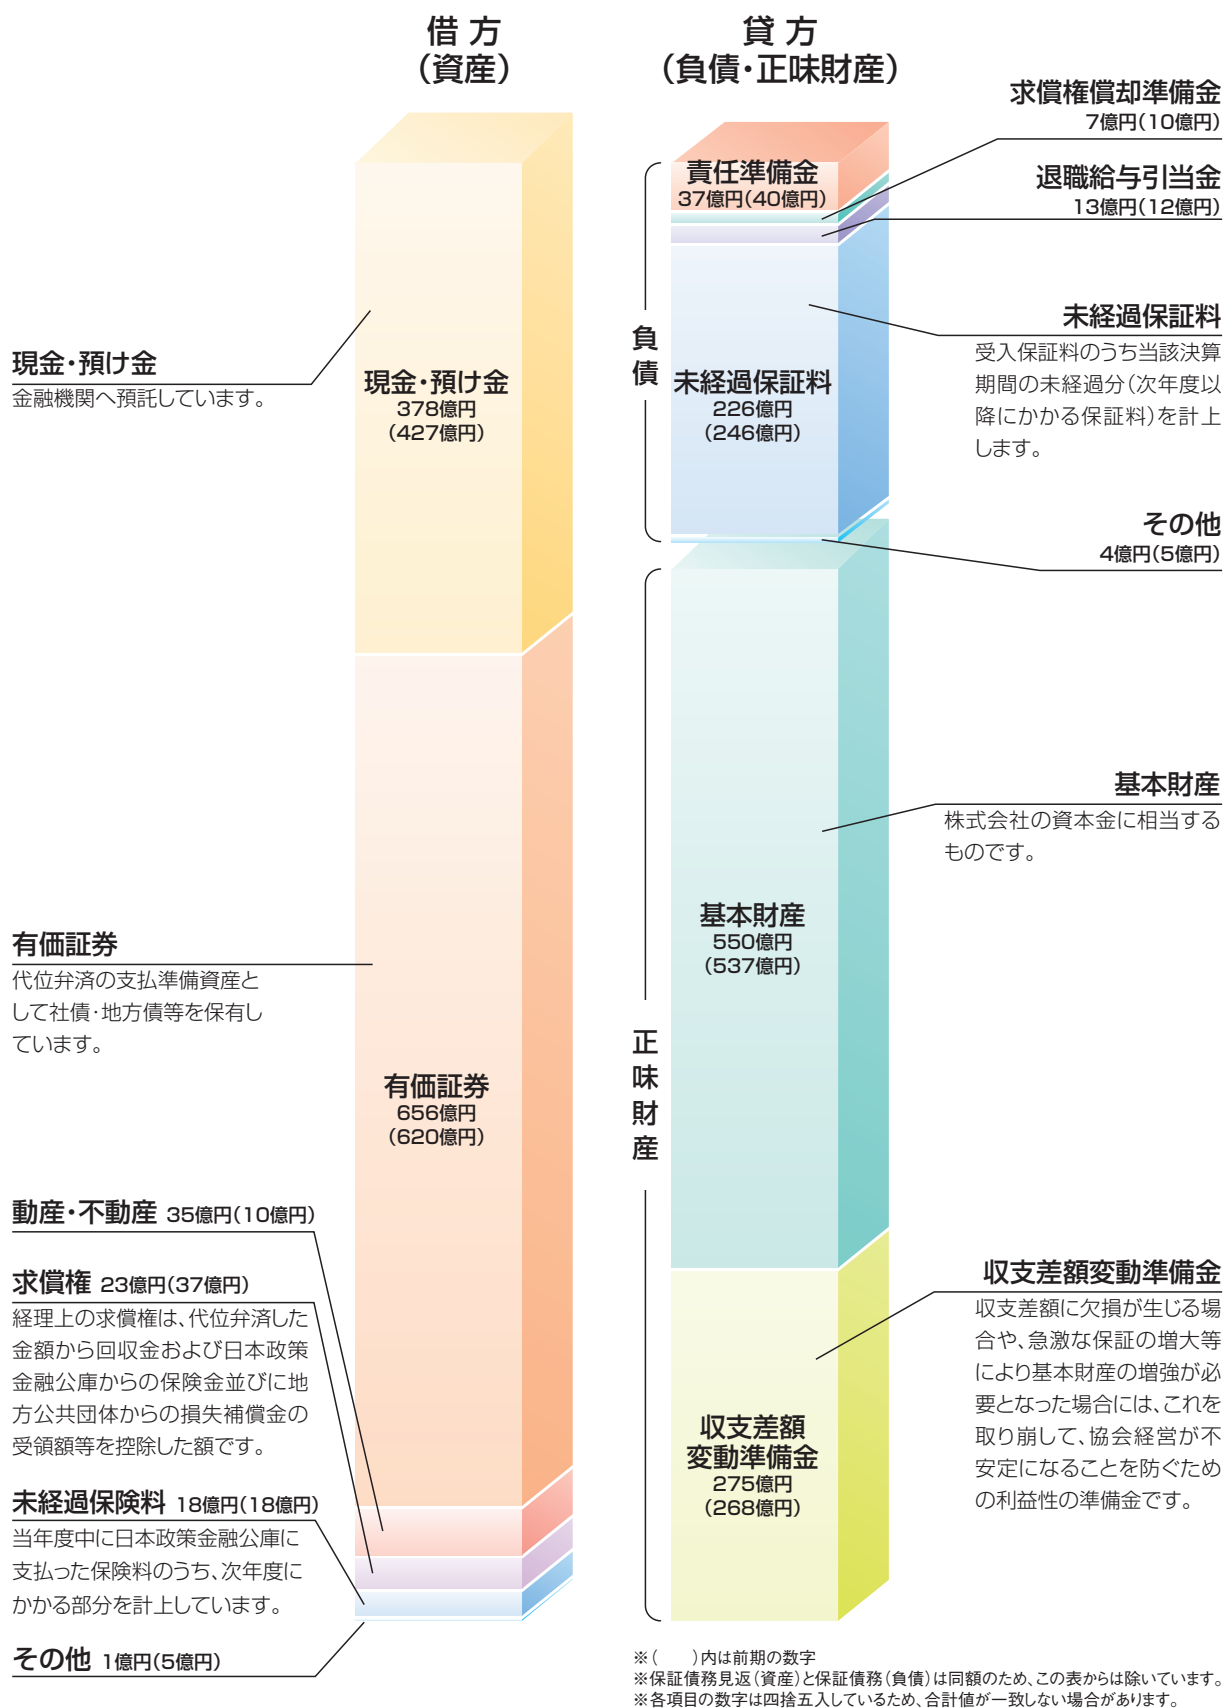 借方
（資産）
現金・預け金
金融機関へ預託しています。
現金・預け金
378億円
（427億円）
有価証券
代位弁済の支払準備資産と
して社債・地方債等を保有し
ています。
有価証券
656億円
（620億円）
動産・不動産 35億円（10億円）
求償権 23億円（37億円）
経理上の求償権は、代位弁済した
金額から回収金および日本政策
金融公庫からの保険金並びに地
方公共団体からの損失補償金の
受領額等を控除した額です。
未経過保険料 18億円（18億円）
当年度中に日本政策金融公庫に
支払った保険料のうち、次年度に
かかる部分を計上しています。
その他 1億円（5億円）
貸方
（負債・正味財産）
求償権償却準備金
7億円（10億円）
責任準備金
37億円（40億円）
退職給与引当金
13億円（12億円）
負債
未経過保証料
受入保証料のうち当該決算
期間の未経過分（次年度以
降にかかる保証料）を計上
します。
未経過保証料
226億円
（246億円）
その他
4億円（5億円）
正味財産
基本財産
株式会社の資本金に相当する
ものです。
基本財産
550億円
（537億円）
収支差額変動準備金
収支差額に欠損が生じる場
合や、急激な保証の増大等
により基本財産の増強が必
要となった場合には、これを
取り崩して、協会経営が不
安定になることを防ぐため
の利益性の準備金です。
収支差額
変動準備金
275億円
（268億円）
※（　　）内は前期の数字
※保証債務見返（資産）と保証債務（負債）は同額のため、この表からは除いています。
※各項目の数字は四捨五入しているため、合計値が一致しない場合があります。